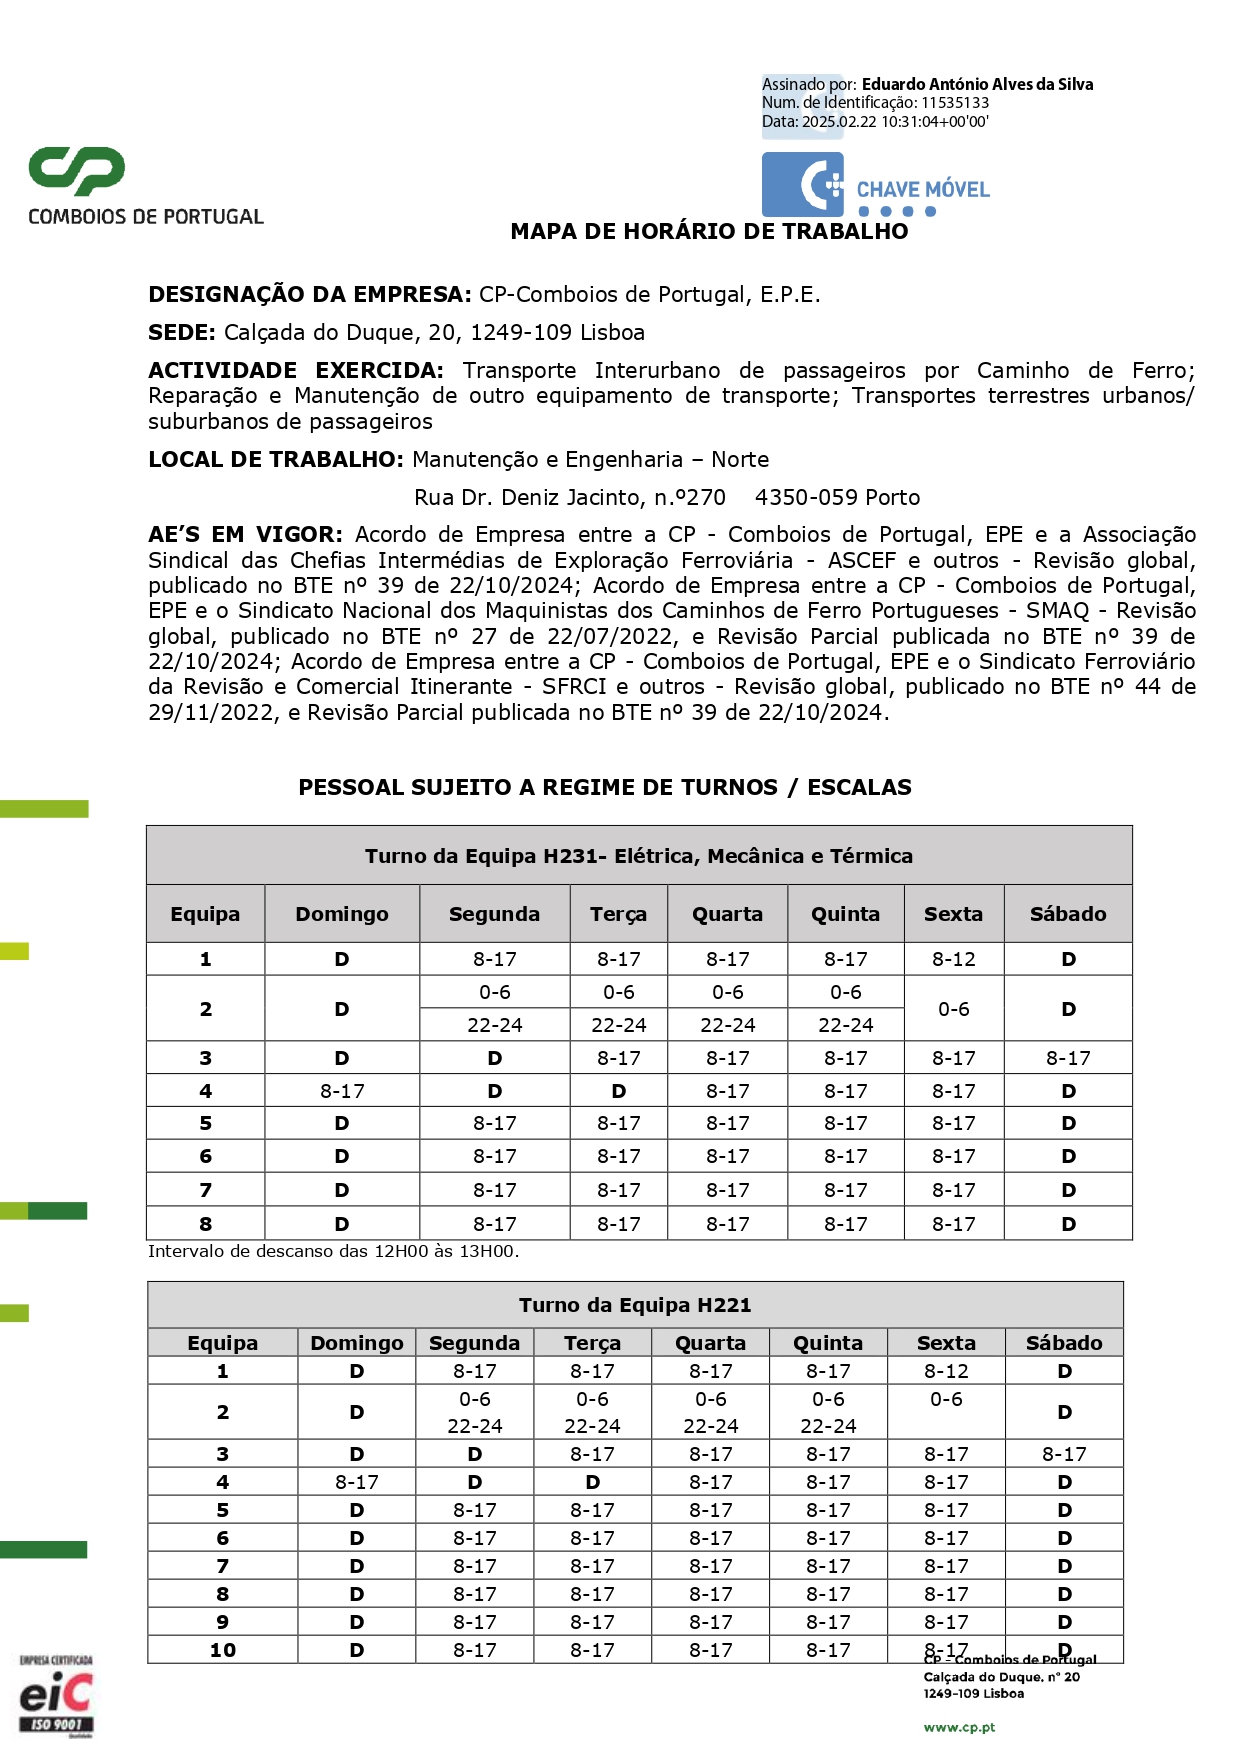 Assinado por: Eduardo António Alves da Silva
Num. de Identificação: 11535133
Data: 2025.02.22 10:31:04+00'00'
CHAVE MÓVEL
CP
COMBOIOS DE PORTUGAL
MAPA DE HORÁRIO DE TRABALHO
DESIGNAÇÃO DA EMPRESA: CP-Comboios de Portugal, E.P.E.
SEDE: Calçada do Duque, 20, 1249-109 Lisboa
ACTIVIDADE EXERCIDA: Transporte Interurbano de passageiros por Caminho de Ferro;
Reparação e Manutenção de outro equipamento de transporte; Transportes terrestres urbanos/
suburbanos de passageiros
LOCAL DE TRABALHO: Manutenção e Engenharia – Norte
Rua Dr. Deniz Jacinto, n.º270 4350-059 Porto
AE’S EM VIGOR: Acordo de Empresa entre a CP - Comboios de Portugal, EPE e a Associação
Sindical das Chefias Intermédias de Exploração Ferroviária - ASCEF e outros - Revisão global,
publicado no BTE nº 39 de 22/10/2024; Acordo de Empresa entre a CP - Comboios de Portugal,
EPE e o Sindicato Nacional dos Maquinistas dos Caminhos de Ferro Portugueses - SMAQ - Revisão
global, publicado no BTE nº 27 de 22/07/2022, e Revisão Parcial publicada no BTE nº 39 de
22/10/2024; Acordo de Empresa entre a CP - Comboios de Portugal, EPE e o Sindicato Ferroviário
da Revisão e Comercial Itinerante - SFRCI e outros - Revisão global, publicado no BTE nº 44 de
29/11/2022, e Revisão Parcial publicada no BTE nº 39 de 22/10/2024.
PESSOAL SUJEITO A REGIME DE TURNOS / ESCALAS
Turno da Equipa H231- Elétrica, Mecânica e Térmica
Equipa Domingo Segunda Terça Quarta Quinta Sexta Sábado
1 D 8-17 8-17 8-17 8-17 8-12 D
0-6 0-6 0-6 0-6
2 D 0-6 D
22-24 22-24 22-24 22-24
3 D D 8-17 8-17 8-17 8-17 8-17
4 8-17 D D 8-17 8-17 8-17 D
5 D 8-17 8-17 8-17 8-17 8-17 D
6 D 8-17 8-17 8-17 8-17 8-17 D
7 D 8-17 8-17 8-17 8-17 8-17 D
8 D 8-17 8-17 8-17 8-17 8-17 D
Intervalo de descanso das 12H00 às 13H00.
Turno da Equipa H221
Equipa Domingo Segunda Terça Quarta Quinta Sexta Sábado
1 D 8-17 8-17 8-17 8-17 8-12 D
0-6 0-6 0-6 0-6 0-6
2 D D
22-24 22-24 22-24 22-24
3 D D 8-17 8-17 8-17 8-17 8-17
4 8-17 D D 8-17 8-17 8-17 D
5 D 8-17 8-17 8-17 8-17 8-17 D
6 D 8-17 8-17 8-17 8-17 8-17 D
7 D 8-17 8-17 8-17 8-17 8-17 D
8 D 8-17 8-17 8-17 8-17 8-17 D
9 D 8-17 8-17 8-17 8-17 8-17 D
10 D 8-17 8-17 8-17 8-17 8-17 D
EMPRESA CERTIFICADA
eiC
ISO 9001
Qualidade
CP - Comboios de Portugal
Calçada do Duque, nº 20
1249-109 Lisboa
www.cp.pt